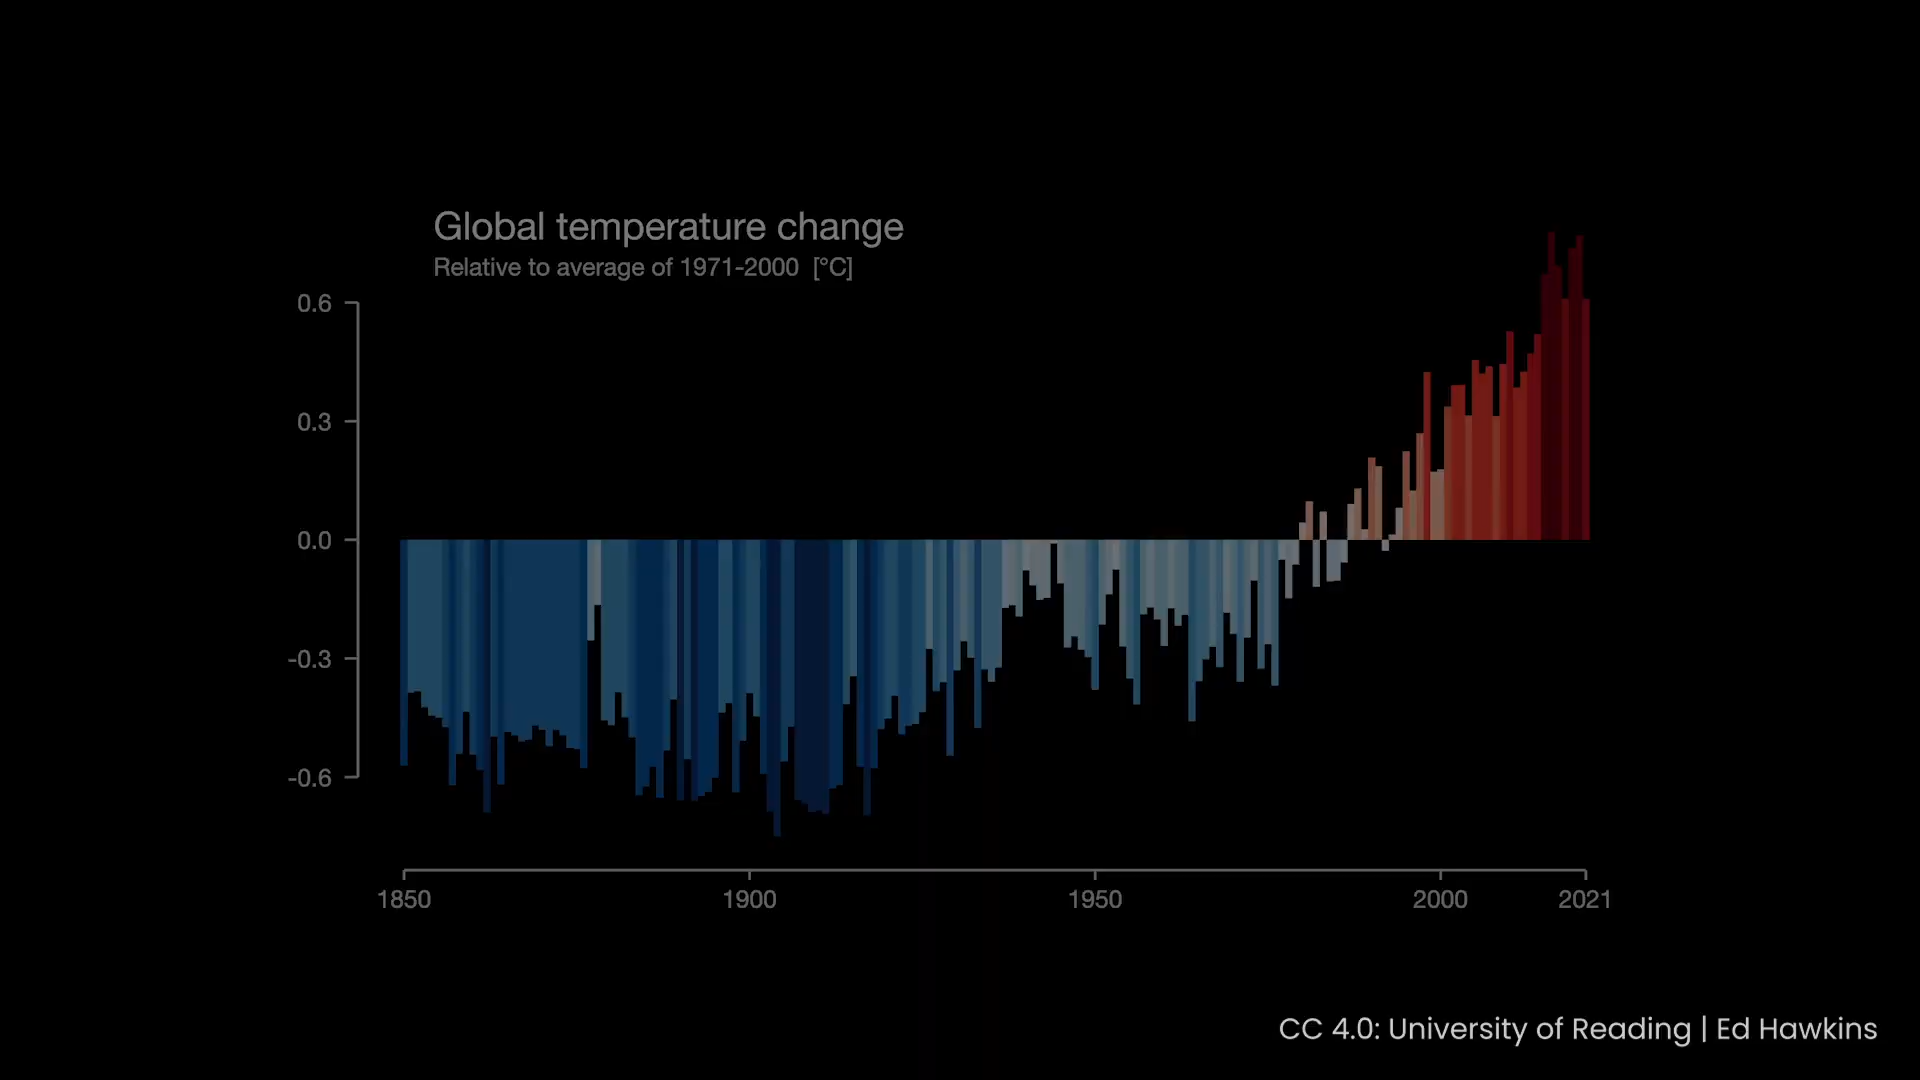 Global temperature change
Relative to average of 1971-2000 [°C]
0.6
0.3
0.0
-0.3
-0.6
1850 1900 1950 2000 2021
CC 4.0: University of Reading | Ed Hawkins